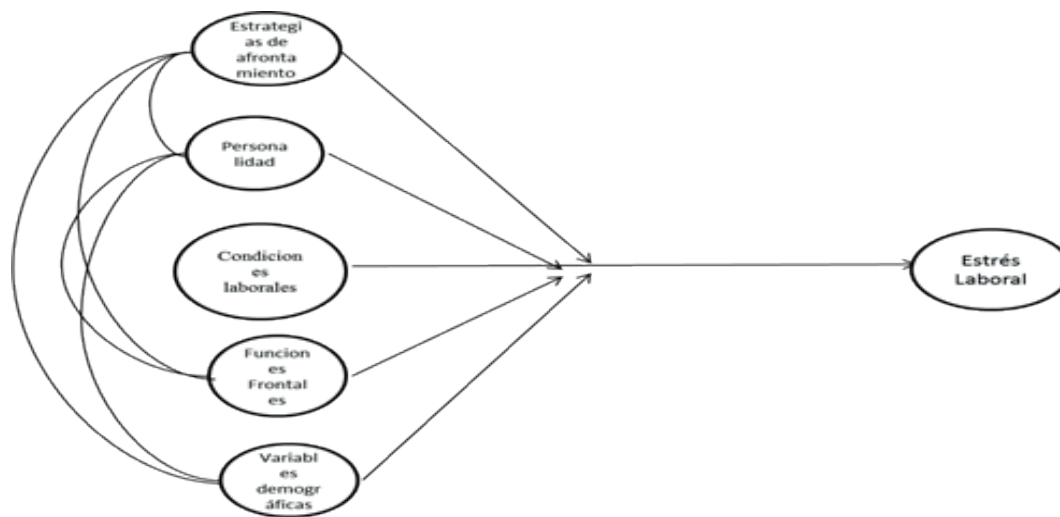 Estrategi
as de
afronta
miento
Persona
lidad
Condicion
es
laborales
Funcion
es
Frontal
es
Variabl
es
demogr
áficas
Estrés
Laboral